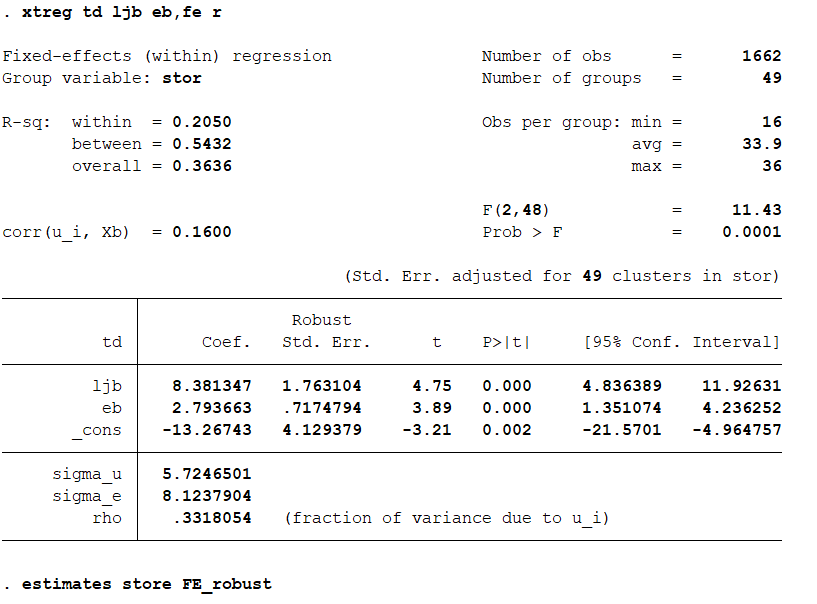 . xtreg td ljb eb,fe r
Fixed-effects (within) regression Number of obs = 1662
Group variable: stor Number of groups = 49
R-sq: within = 0.2050 Obs per group: min = 16
between = 0.5432 avg = 33.9
overall = 0.3636 max = 36
F(2,48) = 11.43
corr(u_i, Xb) = 0.1600 Prob > F = 0.0001
(Std. Err. adjusted for 49 clusters in stor)
Robust
td Coef. Std. Err. t P>|t| [95% Conf. Interval]
ljb 8.381347 1.763104 4.75 0.000 4.836389 11.92631
eb 2.793663 .7174794 3.89 0.000 1.351074 4.236252
_cons -13.26743 4.129379 -3.21 0.002 -21.5701 -4.964757
sigma_u 5.7246501
sigma_e 8.1237904
rho .3318054 (fraction of variance due to u_i)
. estimates store FE_robust